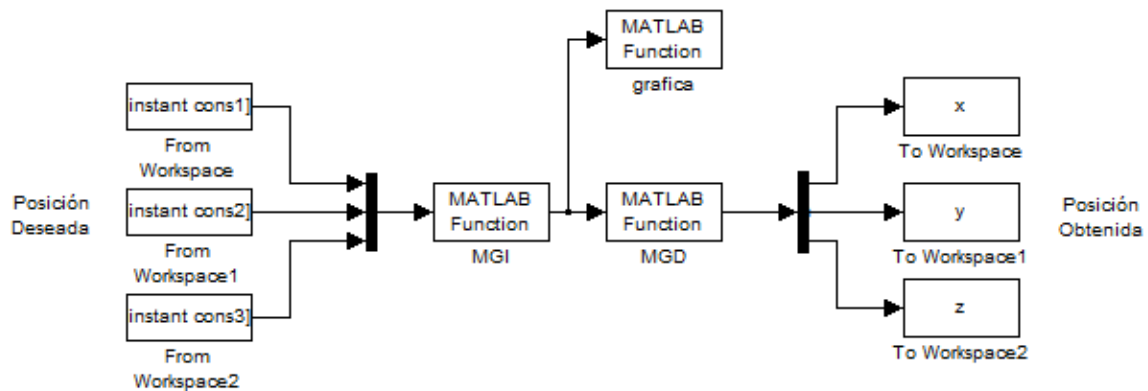 MATLAB
Function
grafica
instant cons1]
From
Workspace
x
To Workspace
Posición
Deseada
instant cons2]
From
Workspace1
MATLAB
Function
MGI
MATLAB
Function
MGD
y
To Workspace1
Posición
Obtenida
instant cons3]
From
Workspace2
z
To Workspace2